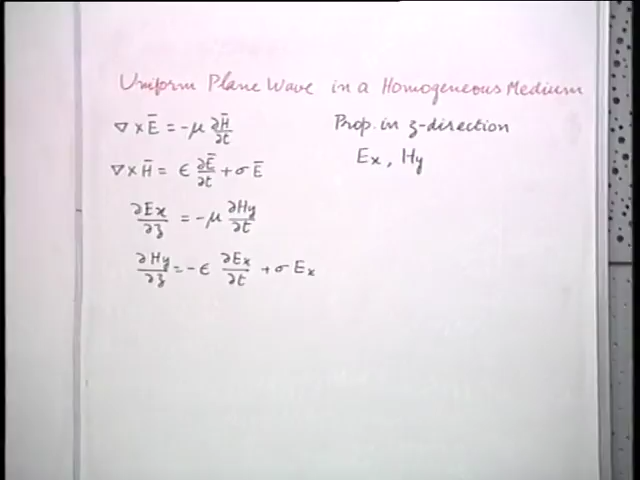 Uniform Plane Wave in a Homogeneous Medium
∇ × E̅ = -μ ∂H̅/∂t Prop. in z-direction
∇ × H̅ = ϵ ∂E̅/∂t + σ E̅ Ex, Hy
∂Ex/∂z = -μ ∂Hy/∂t
∂Hy/∂z = -ϵ ∂Ex/∂t + σ Ex